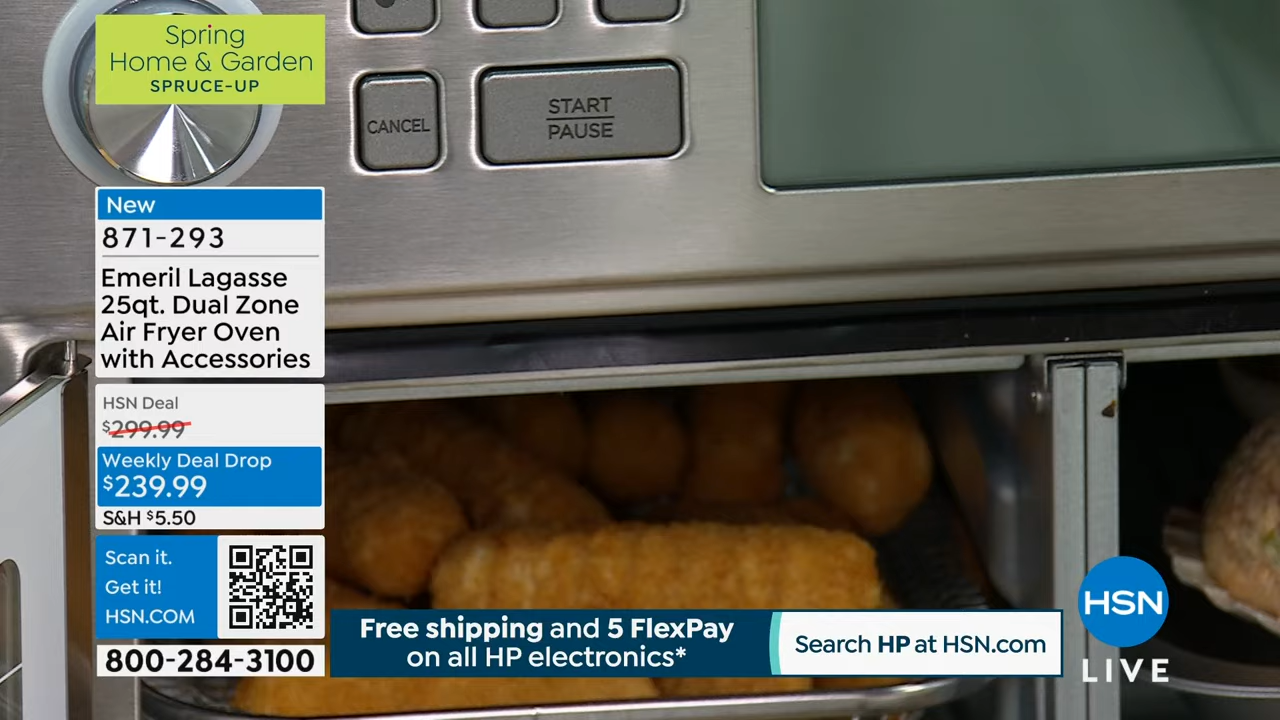 Spring
Home & Garden
SPRUCE-UP
CANCEL
START
PAUSE
New
871-293
Emeril Lagasse
25qt. Dual Zone
Air Fryer Oven
with Accessories
HSN Deal
$299.99
Weekly Deal Drop
$239.99
S&H $5.50
Scan it.
Get it!
HSN.COM
800-284-3100
Free shipping and 5 FlexPay
on all HP electronics*
Search HP at HSN.com
HSN
LIVE